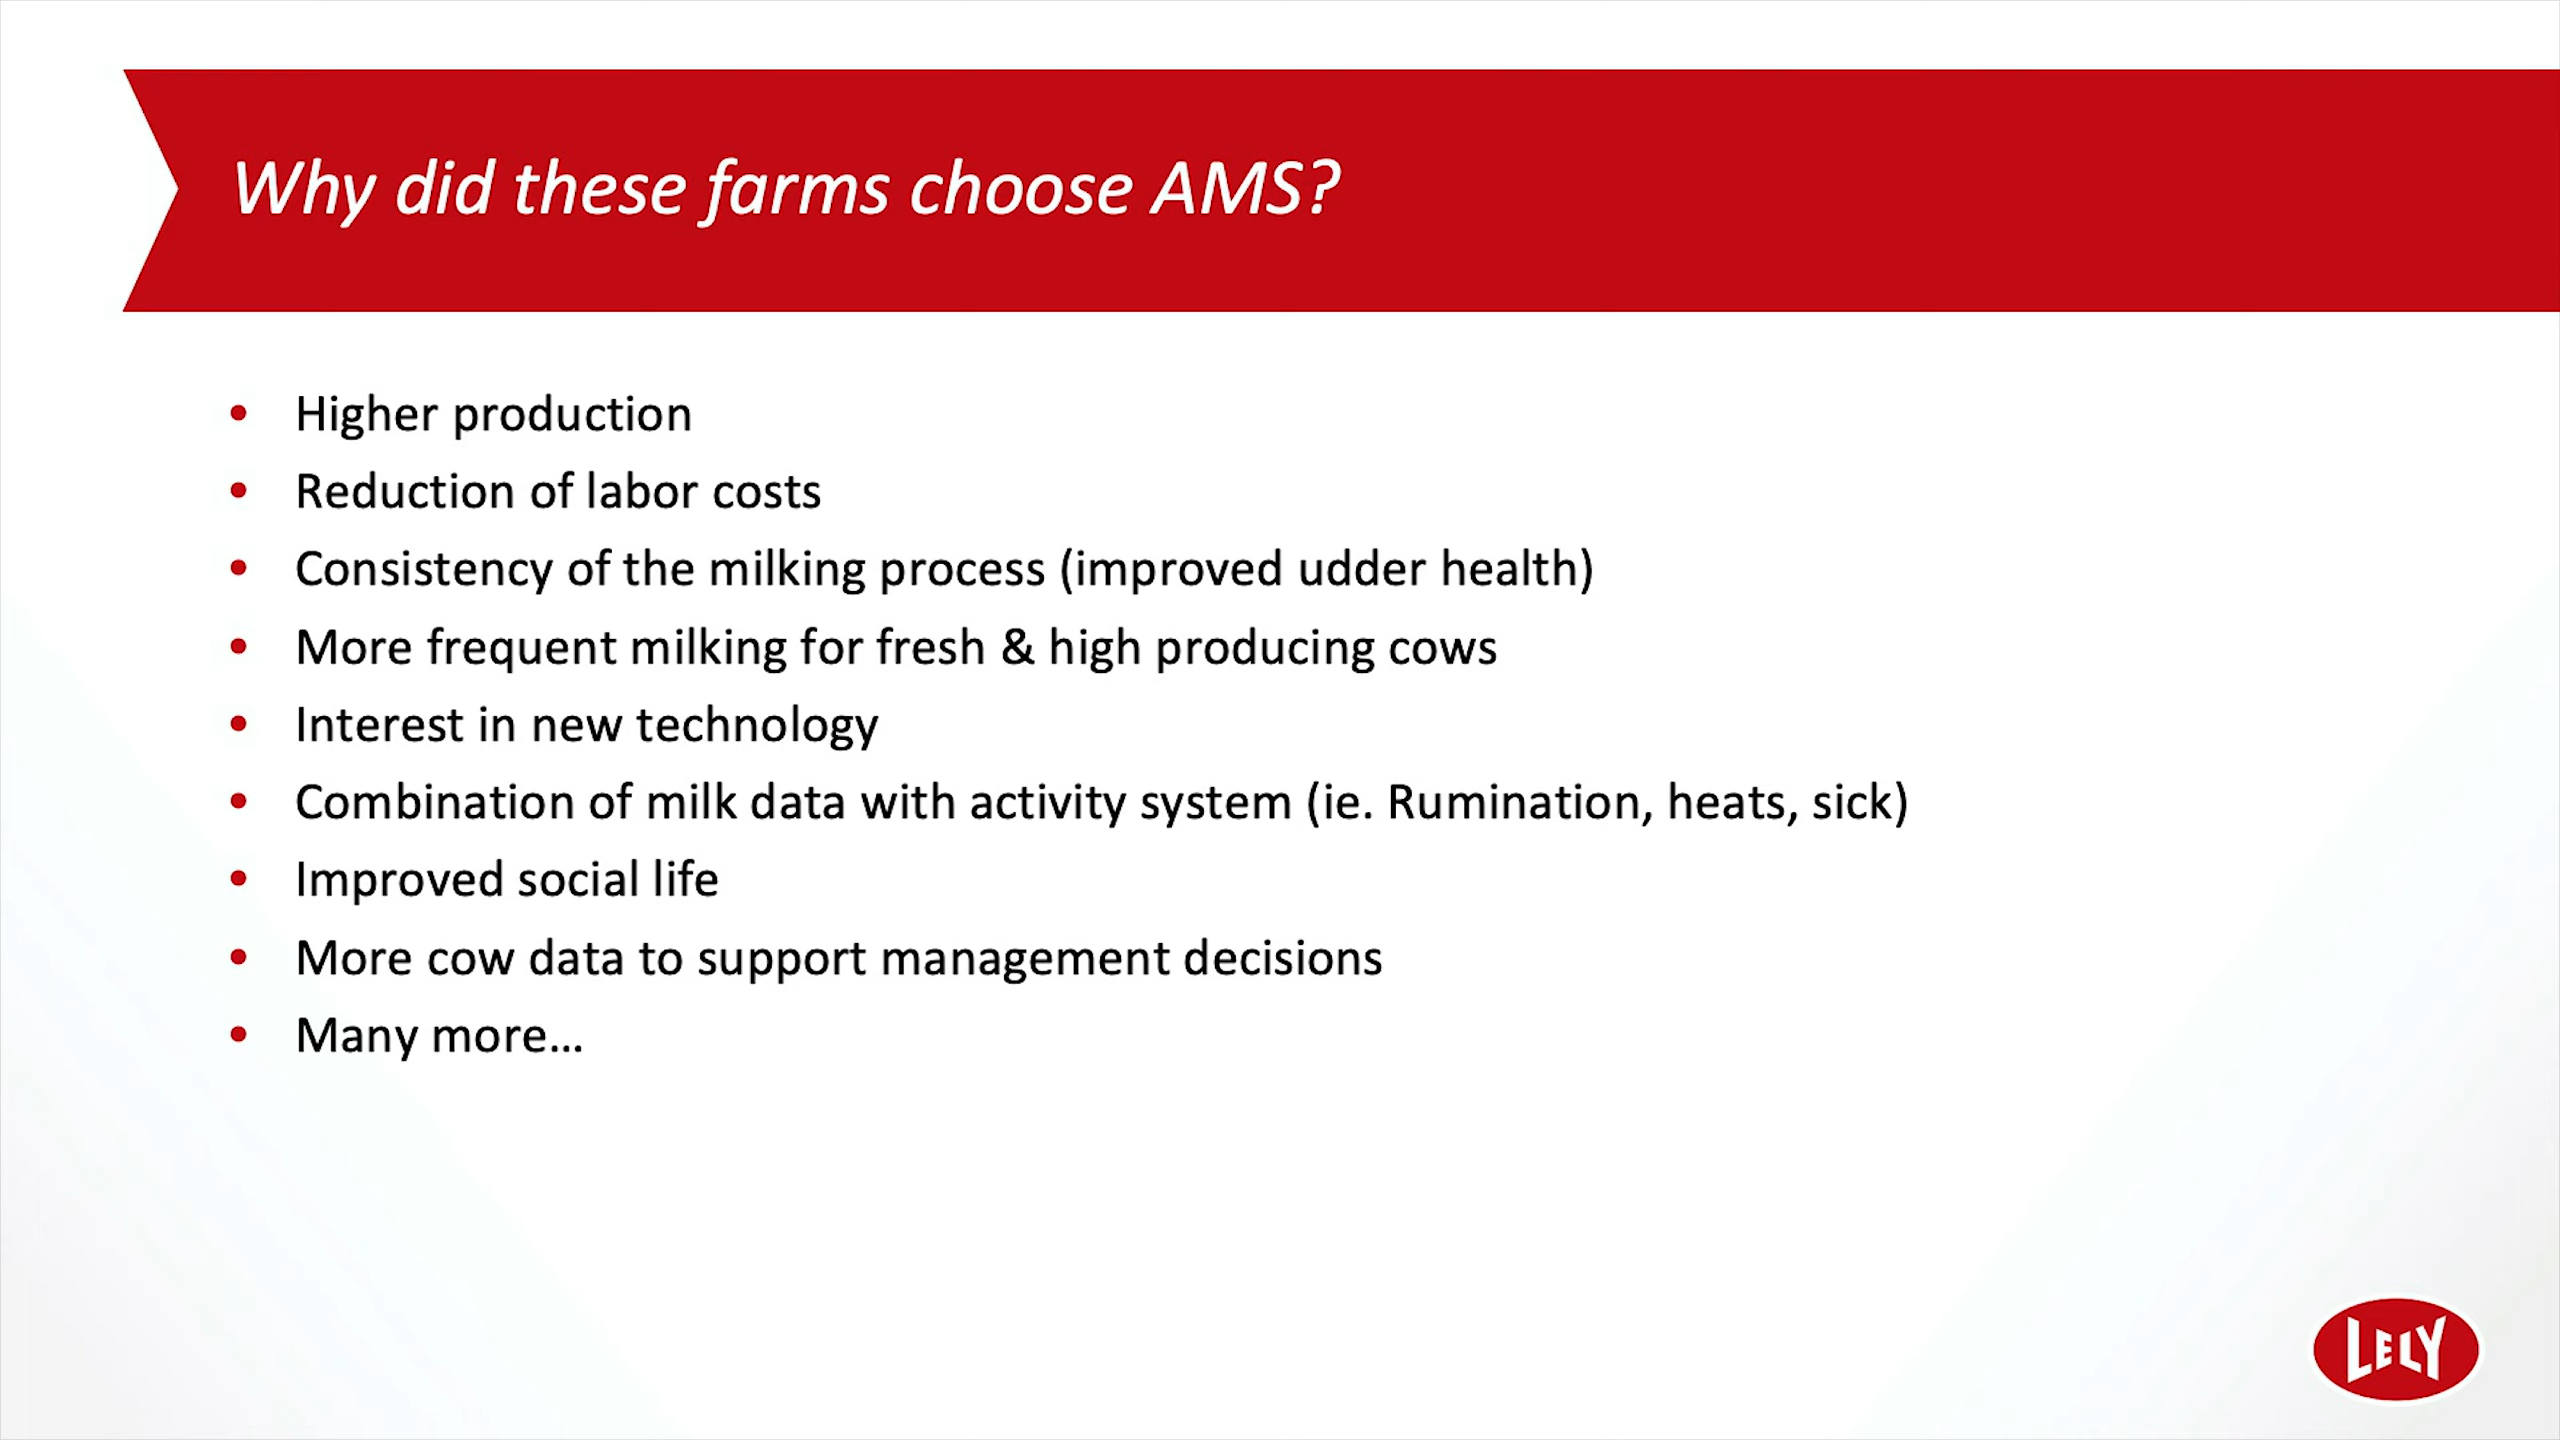 Why did these farms choose AMS?
• Higher production
• Reduction of labor costs
• Consistency of the milking process (improved udder health)
• More frequent milking for fresh & high producing cows
• Interest in new technology
• Combination of milk data with activity system (ie. Rumination, heats, sick)
• Improved social life
• More cow data to support management decisions
• Many more...
LELY